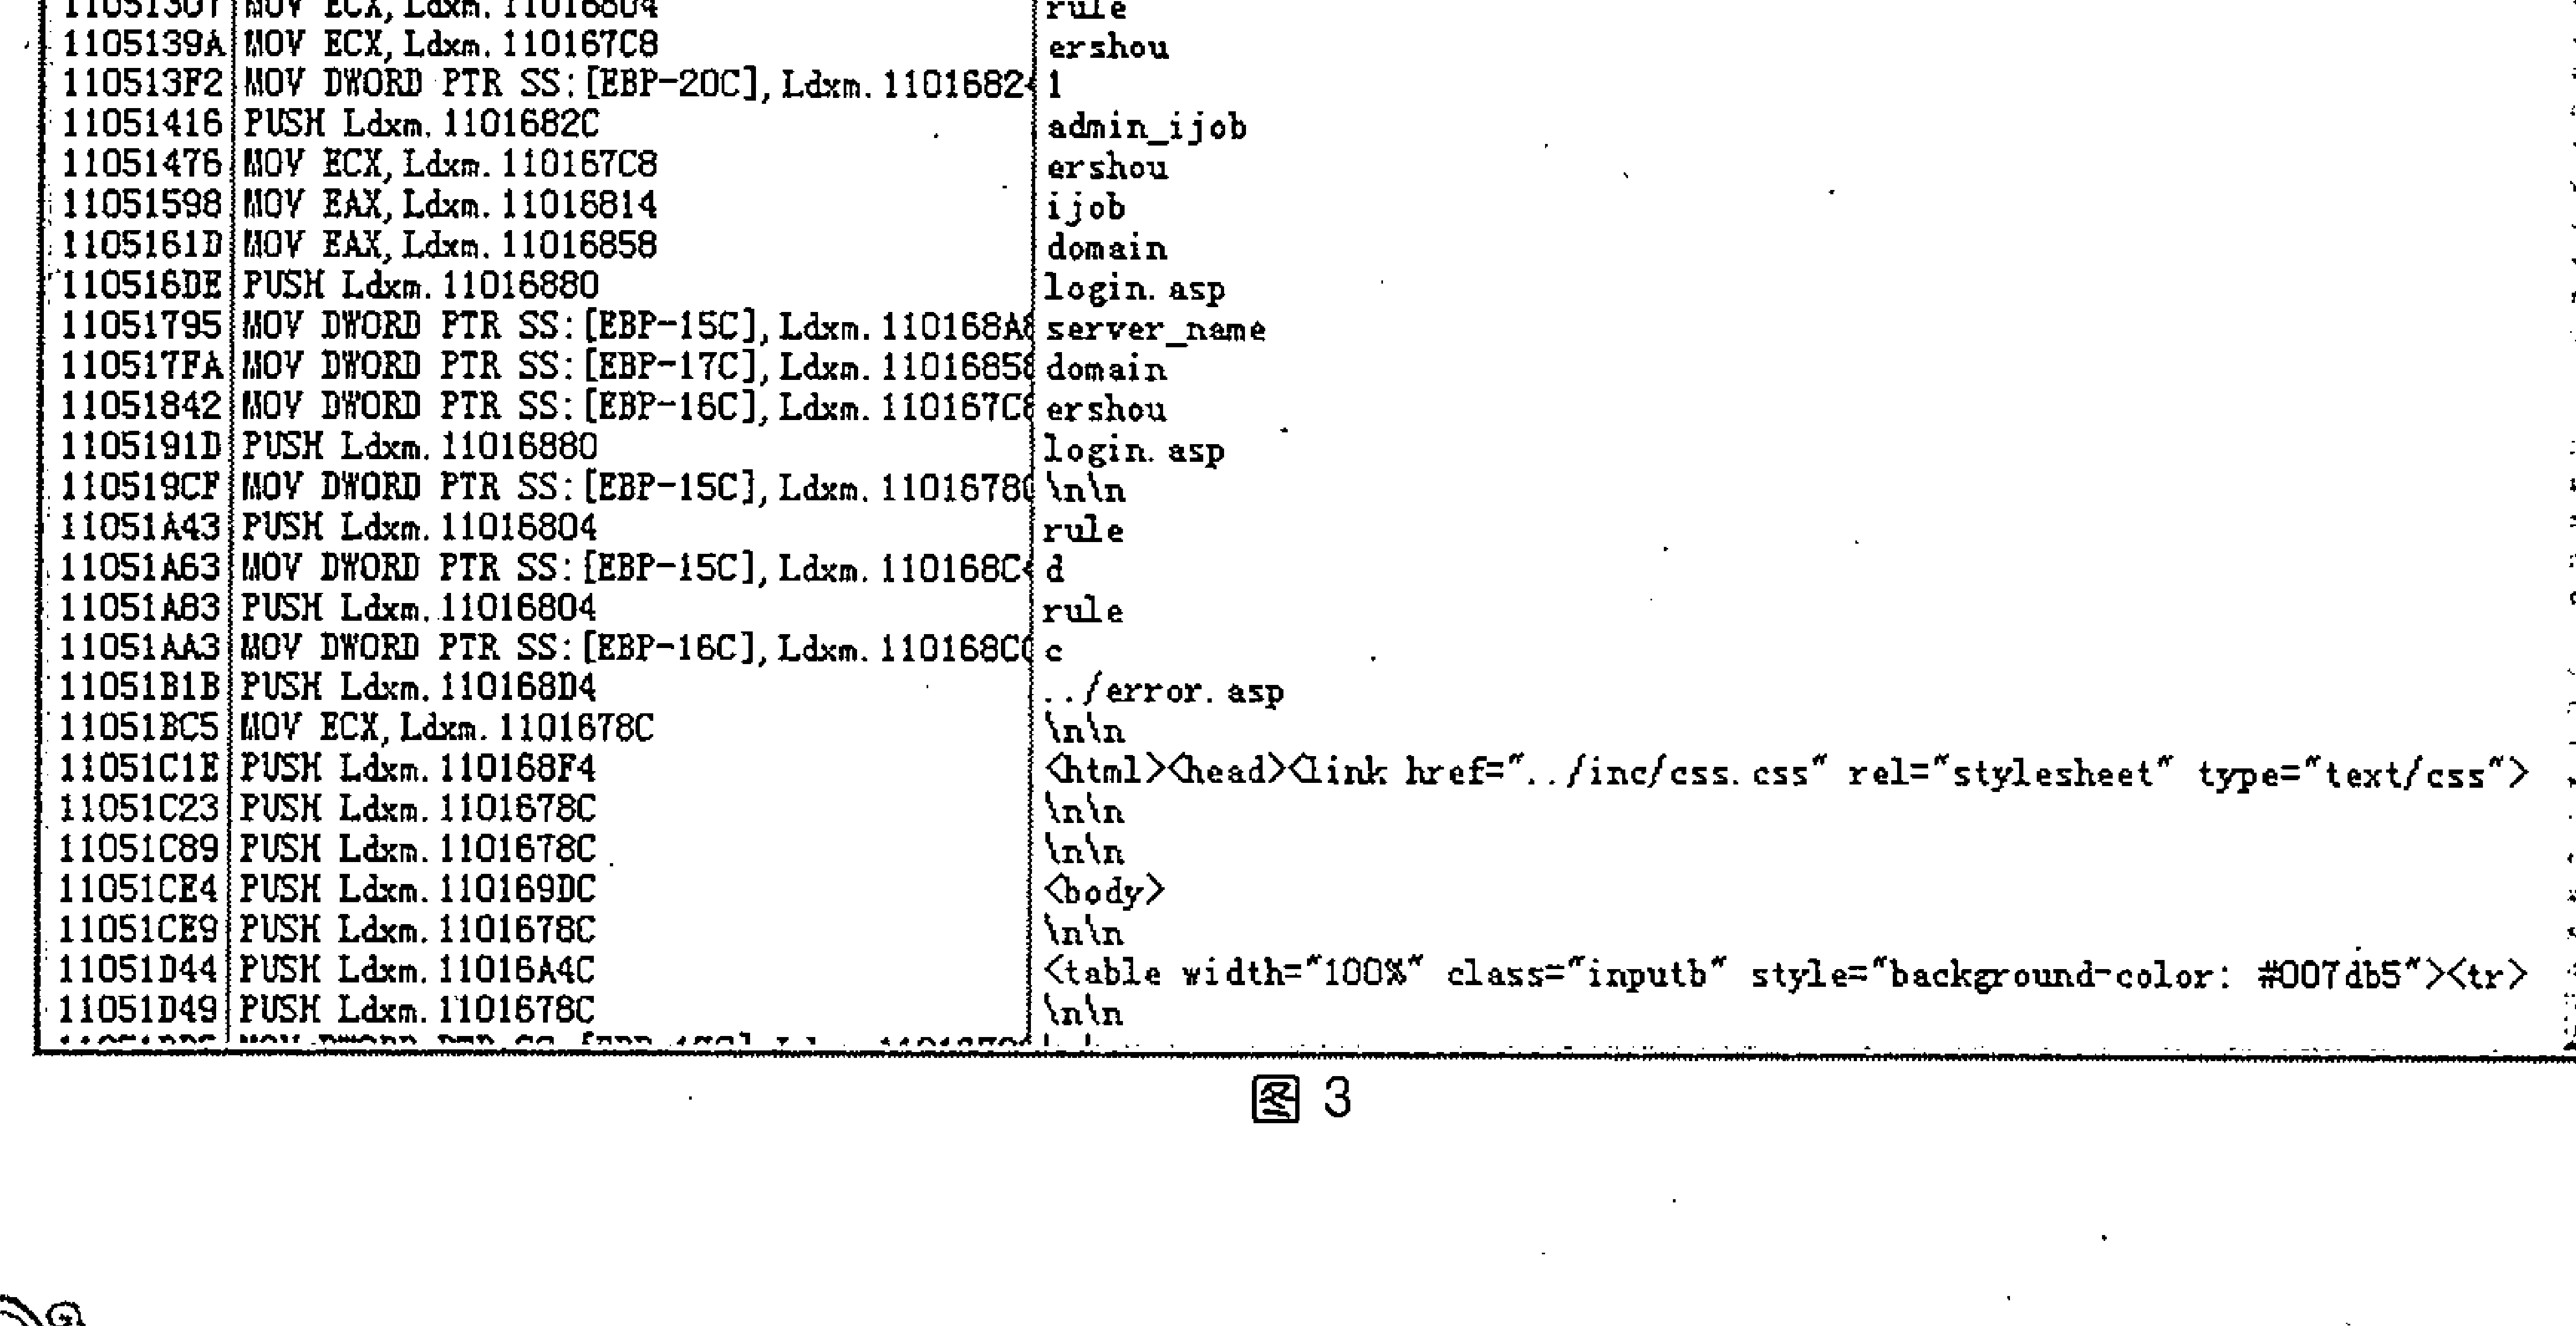 MOV ECX, Ldxm. 11016804 rule
1105139A MOV ECX, Ldxm. 110167C8 ershou
110513F2 MOV DWORD PTR SS:[EBP-20C], Ldxm. 1101682 1
11051416 PUSH Ldxm. 1101682C admin_ijob
11051476 MOV ECX, Ldxm. 110167C8 ershou
11051598 MOV EAX, Ldxm. 11016814 ijob
1105161D MOV EAX, Ldxm. 11016858 domain
110516DE PUSH Ldxm. 11016880 login. asp
11051795 MOV DWORD PTR SS:[EBP-15C], Ldxm. 110168A server_name
110517FA MOV DWORD PTR SS:[EBP-17C], Ldxm. 1101685 domain
11051842 MOV DWORD PTR SS:[EBP-16C], Ldxm. 110167C ershou
1105191D PUSH Ldxm. 11016880 login. asp
110519CF MOV DWORD PTR SS:[EBP-15C], Ldxm. 1101678 \n\n
11051A43 PUSH Ldxm. 11016804 rule
11051A63 MOV DWORD PTR SS:[EBP-15C], Ldxm. 110168C d
11051A83 PUSH Ldxm. 11016804 rule
11051AA3 MOV DWORD PTR SS:[EBP-16C], Ldxm. 110168C c
11051B1B PUSH Ldxm. 110168D4 ../error. asp
11051BC5 MOV ECX, Ldxm. 1101678C \n\n
11051C1E PUSH Ldxm. 110168F4 <html><head><link href="../inc/css. css" rel="stylesheet" type="text/css">
11051C23 PUSH Ldxm. 1101678C \n\n
11051C89 PUSH Ldxm. 1101678C \n\n
11051CE4 PUSH Ldxm. 110169DC <body>
11051CE9 PUSH Ldxm. 1101678C \n\n
11051D44 PUSH Ldxm. 11016A4C <table width="100%" class="inputb" style="background-color: #007db5"><tr>
11051D49 PUSH Ldxm. 1101678C \n\n
图 3